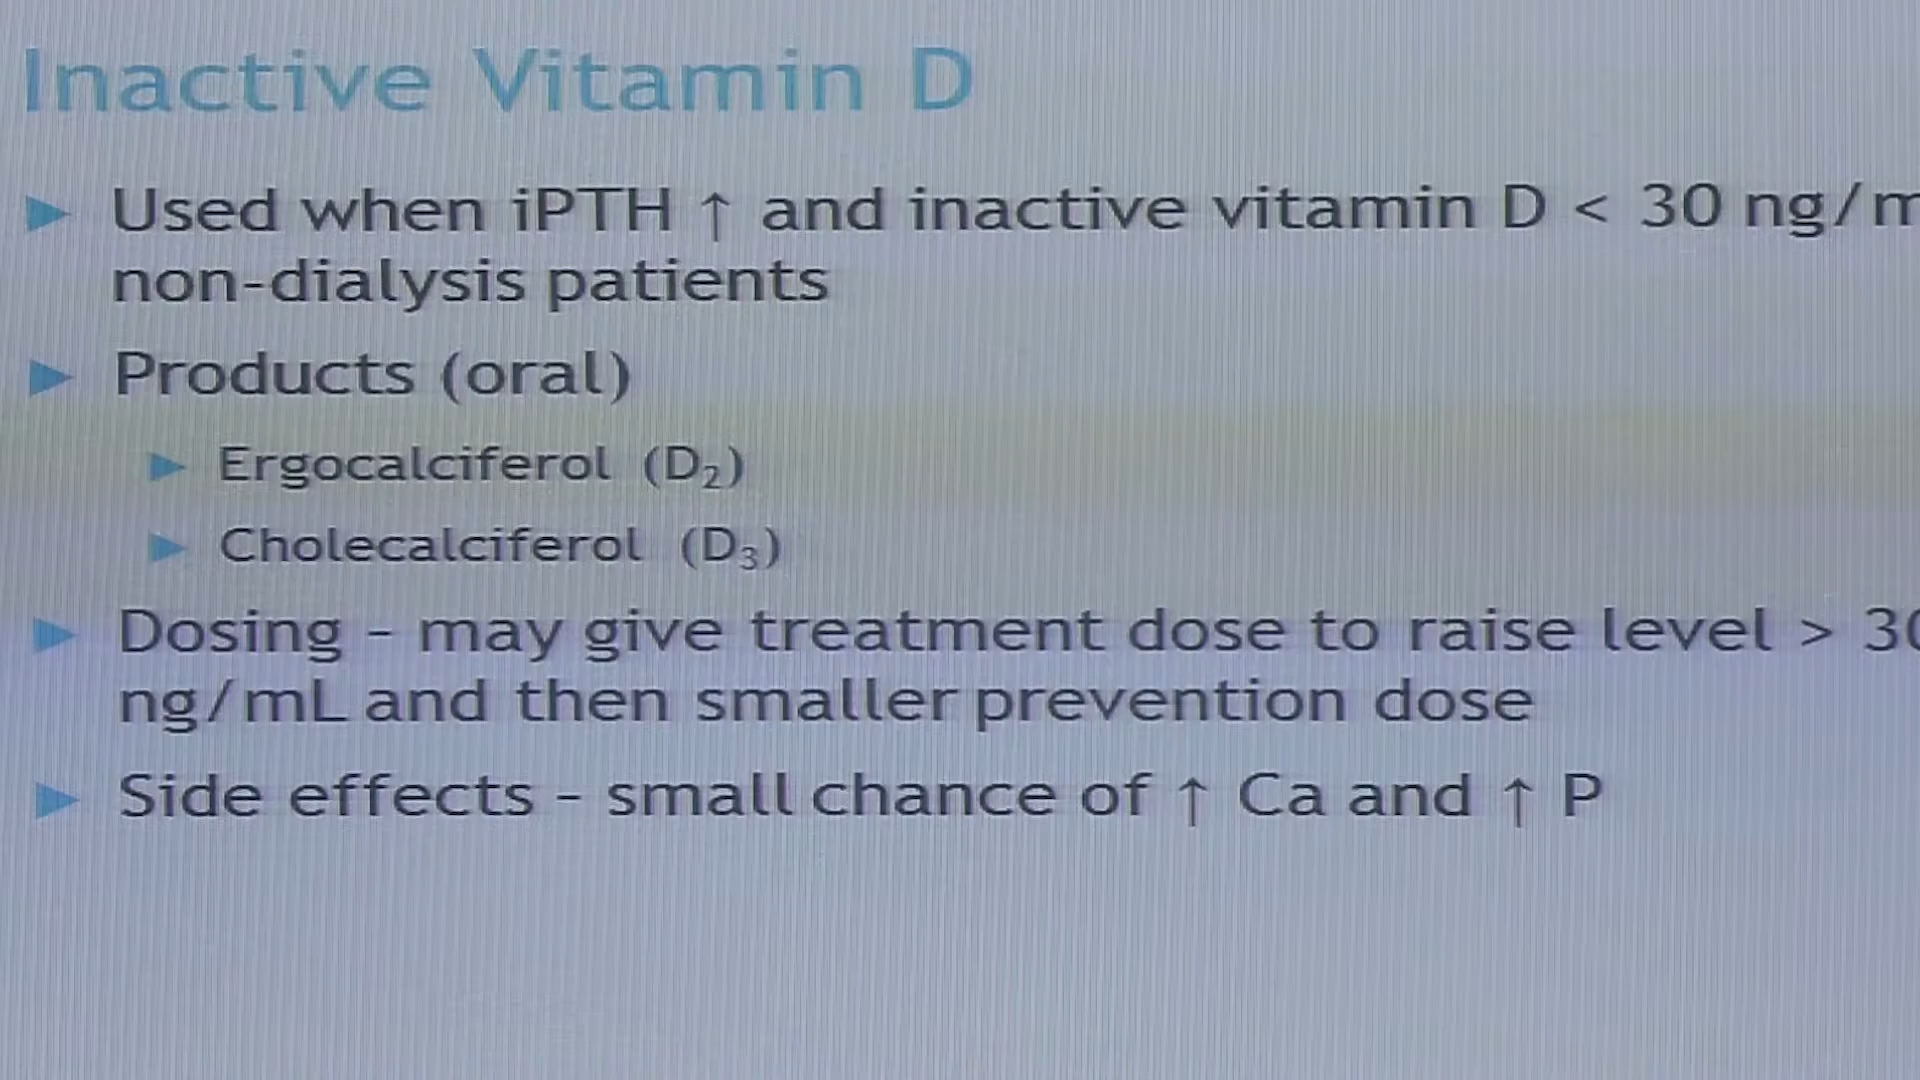 Inactive Vitamin D
Used when iPTH ↑ and inactive vitamin D < 30 ng/m
non-dialysis patients
Products (oral)
Ergocalciferol (D₂)
Cholecalciferol (D₃)
Dosing – may give treatment dose to raise level > 30
ng/mL and then smaller prevention dose
Side effects – small chance of ↑ Ca and ↑ P